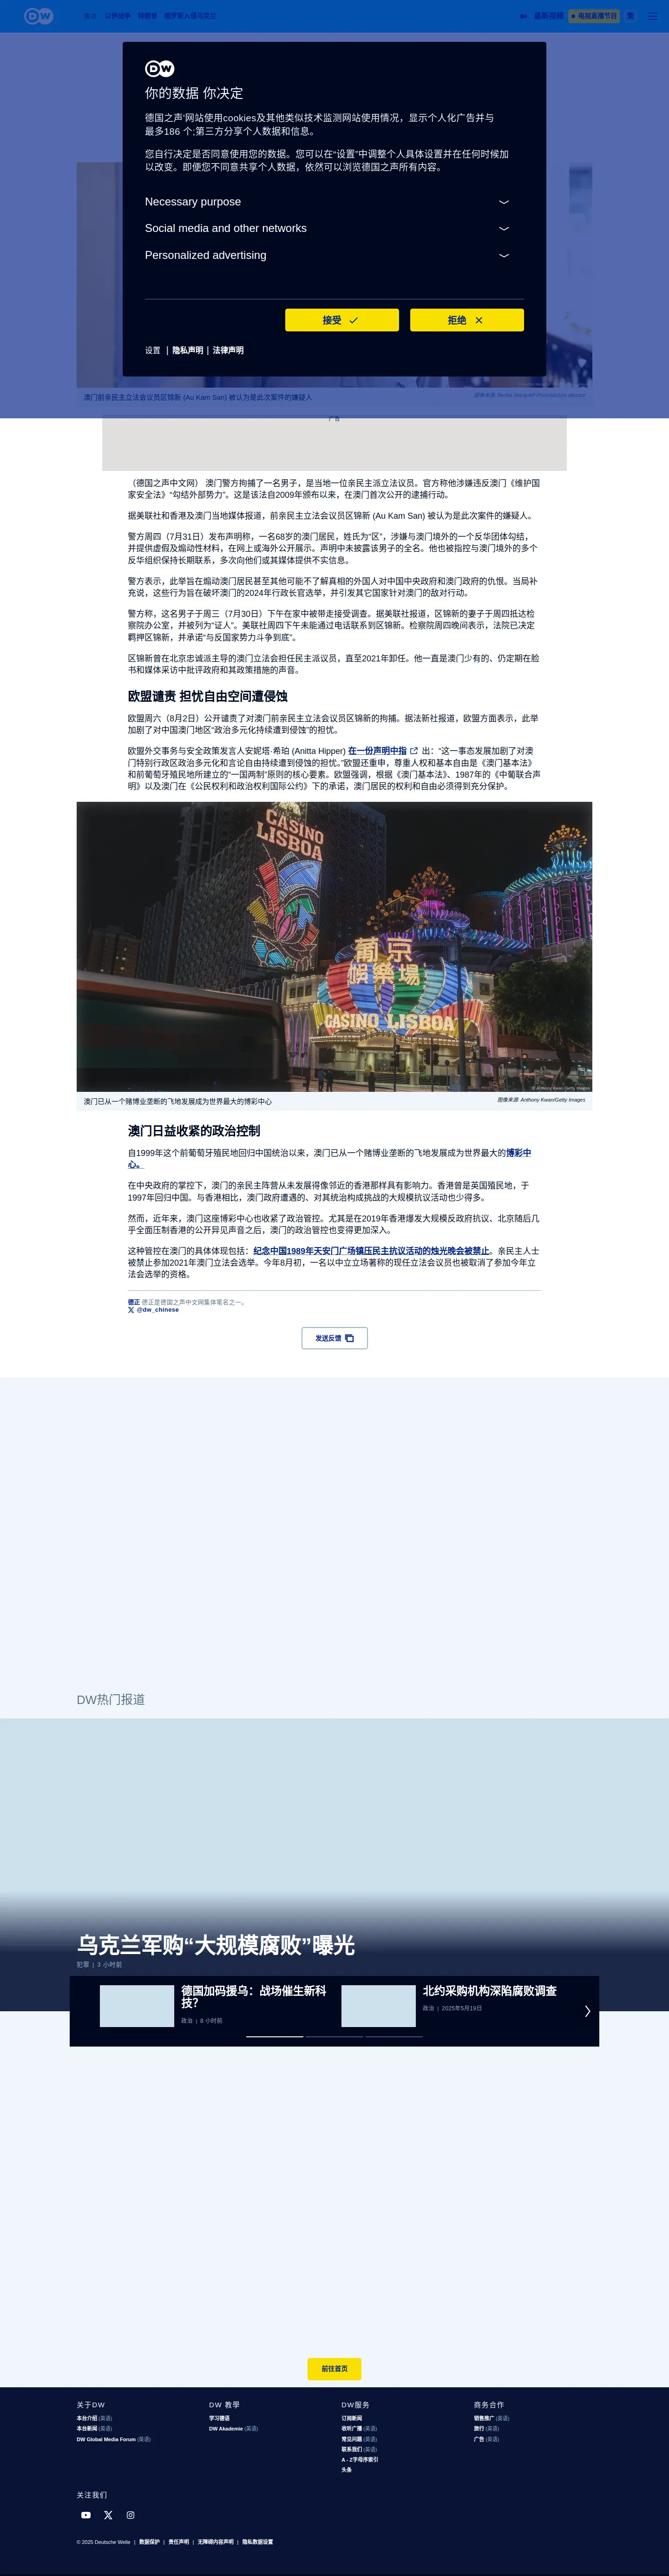 DW
焦点 以伊战争 特朗普 俄罗斯入侵乌克兰
最新视频 电视直播节目 繁
DW
你的数据 你决定
德国之声'网站使用cookies及其他类似技术监测网站使用情况，显示个人化广告并与
最多186 个;第三方分享个人数据和信息。
您自行决定是否同意使用您的数据。您可以在“设置”中调整个人具体设置并在任何时候加
以改变。即便您不同意共享个人数据，依然可以浏览德国之声所有内容。
Necessary purpose
Social media and other networks
Personalized advertising
接受
拒绝
设置 | 隐私声明 | 法律声明
澳门前亲民主立法会议员区锦新 (Au Kam San) 被认为是此次案件的嫌疑人
广告
（德国之声中文网） 澳门警方拘捕了一名男子，是当地一位亲民主派立法议员。官方称他涉嫌违反澳门《维护国
家安全法》“勾结外部势力”。这是该法自2009年颁布以来，在澳门首次公开的逮捕行动。
据美联社和香港及澳门当地媒体报道，前亲民主立法会议员区锦新 (Au Kam San) 被认为是此次案件的嫌疑人。
警方周四（7月31日）发布声明称，一名68岁的澳门居民，姓氏为“区”，涉嫌与澳门境外的一个反华团体勾结，
并提供虚假及煽动性材料，在网上或海外公开展示。声明中未披露该男子的全名。他也被指控与澳门境外的多个
反华组织保持长期联系，多次向他们或其媒体提供不实信息。
警方表示，此举旨在煽动澳门居民甚至其他可能不了解真相的外国人对中国中央政府和澳门政府的仇恨。当局补
充说，这些行为旨在破坏澳门的2024年行政长官选举，并引发其它国家针对澳门的敌对行动。
警方称，这名男子于周三（7月30日）下午在家中被带走接受调查。据美联社报道，区锦新的妻子于周四抵达检
察院办公室，并被列为“证人”。美联社周四下午未能通过电话联系到区锦新。检察院周四晚间表示，法院已决定
羁押区锦新，并承诺“与反国家势力斗争到底”。
区锦新曾在北京忠诚派主导的澳门立法会担任民主派议员，直至2021年卸任。他一直是澳门少有的、仍定期在脸
书和媒体采访中批评政府和其政策措施的声音。
欧盟谴责 担忧自由空间遭侵蚀
欧盟周六（8月2日）公开谴责了对澳门前亲民主立法会议员区锦新的拘捕。据法新社报道，欧盟方面表示，此举
加剧了对中国澳门地区“政治多元化持续遭到侵蚀”的担忧。
欧盟外交事务与安全政策发言人安妮塔·希珀 (Anitta Hipper) 在一份声明中指 出：“这一事态发展加剧了对澳
门特别行政区政治多元化和言论自由持续遭到侵蚀的担忧。”欧盟还重申，尊重人权和基本自由是《澳门基本法》
和前葡萄牙殖民地所建立的“一国两制”原则的核心要素。欧盟强调，根据《澳门基本法》、1987年的《中葡联合声
明》以及澳门在《公民权利和政治权利国际公约》下的承诺，澳门居民的权利和自由必须得到充分保护。
CASINO
LISBOA
葡京
娛樂場
CASINO LISBOA
© Anthony Kwan/Getty Images
澳门已从一个赌博业垄断的飞地发展成为世界最大的博彩中心
图像来源: Anthony Kwan/Getty Images
澳门日益收紧的政治控制
自1999年这个前葡萄牙殖民地回归中国统治以来，澳门已从一个赌博业垄断的飞地发展成为世界最大的博彩中
心。
在中央政府的掌控下，澳门的亲民主阵营从未发展得像邻近的香港那样具有影响力。香港曾是英国殖民地，于
1997年回归中国。与香港相比，澳门政府遭遇的、对其统治构成挑战的大规模抗议活动也少得多。
然而，近年来，澳门这座博彩中心也收紧了政治管控。尤其是在2019年香港爆发大规模反政府抗议、北京随后几
乎全面压制香港的公开异见声音之后，澳门的政治管控也变得更加深入。
这种管控在澳门的具体体现包括：纪念中国1989年天安门广场镇压民主抗议活动的烛光晚会被禁止。亲民主人士
被禁止参加2021年澳门立法会选举。今年8月初，一名以中立立场著称的现任立法会议员也被取消了参加今年立
法会选举的资格。
德正 德正是德国之声中文网集体笔名之一。
@dw_chinese
发送反馈
DW热门报道
乌克兰军购“大规模腐败”曝光
犯罪 | 3 小时前
德国加码援乌：战场催生新科
技？
政治 | 8 小时前
北约采购机构深陷腐败调查
政治 | 2025年5月19日
前往首页
关于DW
本台介绍 (英语)
本台新闻 (英语)
DW Global Media Forum (英语)
DW 教學
学习德语
DW Akademie (英语)
DW服务
订阅新闻
收听广播 (英语)
常见问题 (英语)
联系我们 (英语)
A - Z字母序索引
头条
商务合作
销售推广 (英语)
旅行 (英语)
广告 (英语)
关注我们
© 2025 Deutsche Welle | 数据保护 | 责任声明 | 无障碍内容声明 | 隐私数据设置